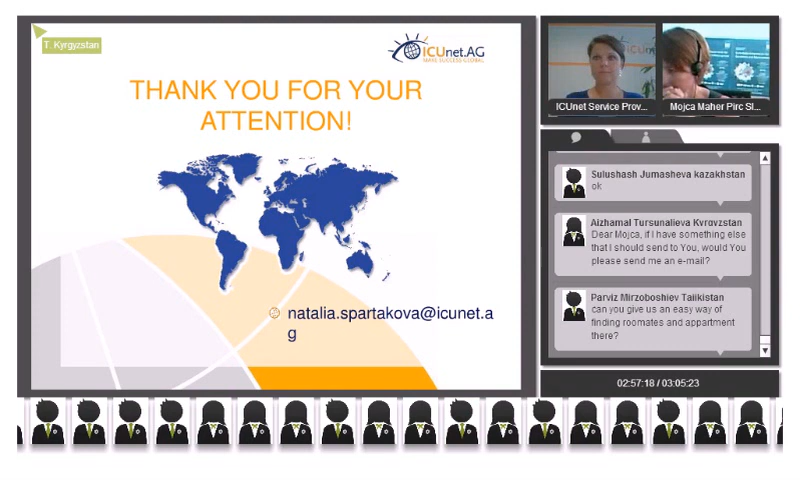 T. Kyrgyzstan
ICUnet.AG
MAKE SUCCESS GLOBAL
THANK YOU FOR YOUR
ATTENTION!
natalia.spartakova@icunet.a
g
ICUnet Service Prov...
Mojca Maher Pirc Sl...
Sulushash Jumasheva kazakhstan
ok
Aizhamal Tursunalieva Kyrgyzstan
Dear Mojca, if I have something else
that I should send to You, would You
please send me an e-mail?
Parviz Mirzoboshiev Tajikistan
can you give us an easy way of
finding roomates and appartment
there?
02:57:18 / 03:05:23